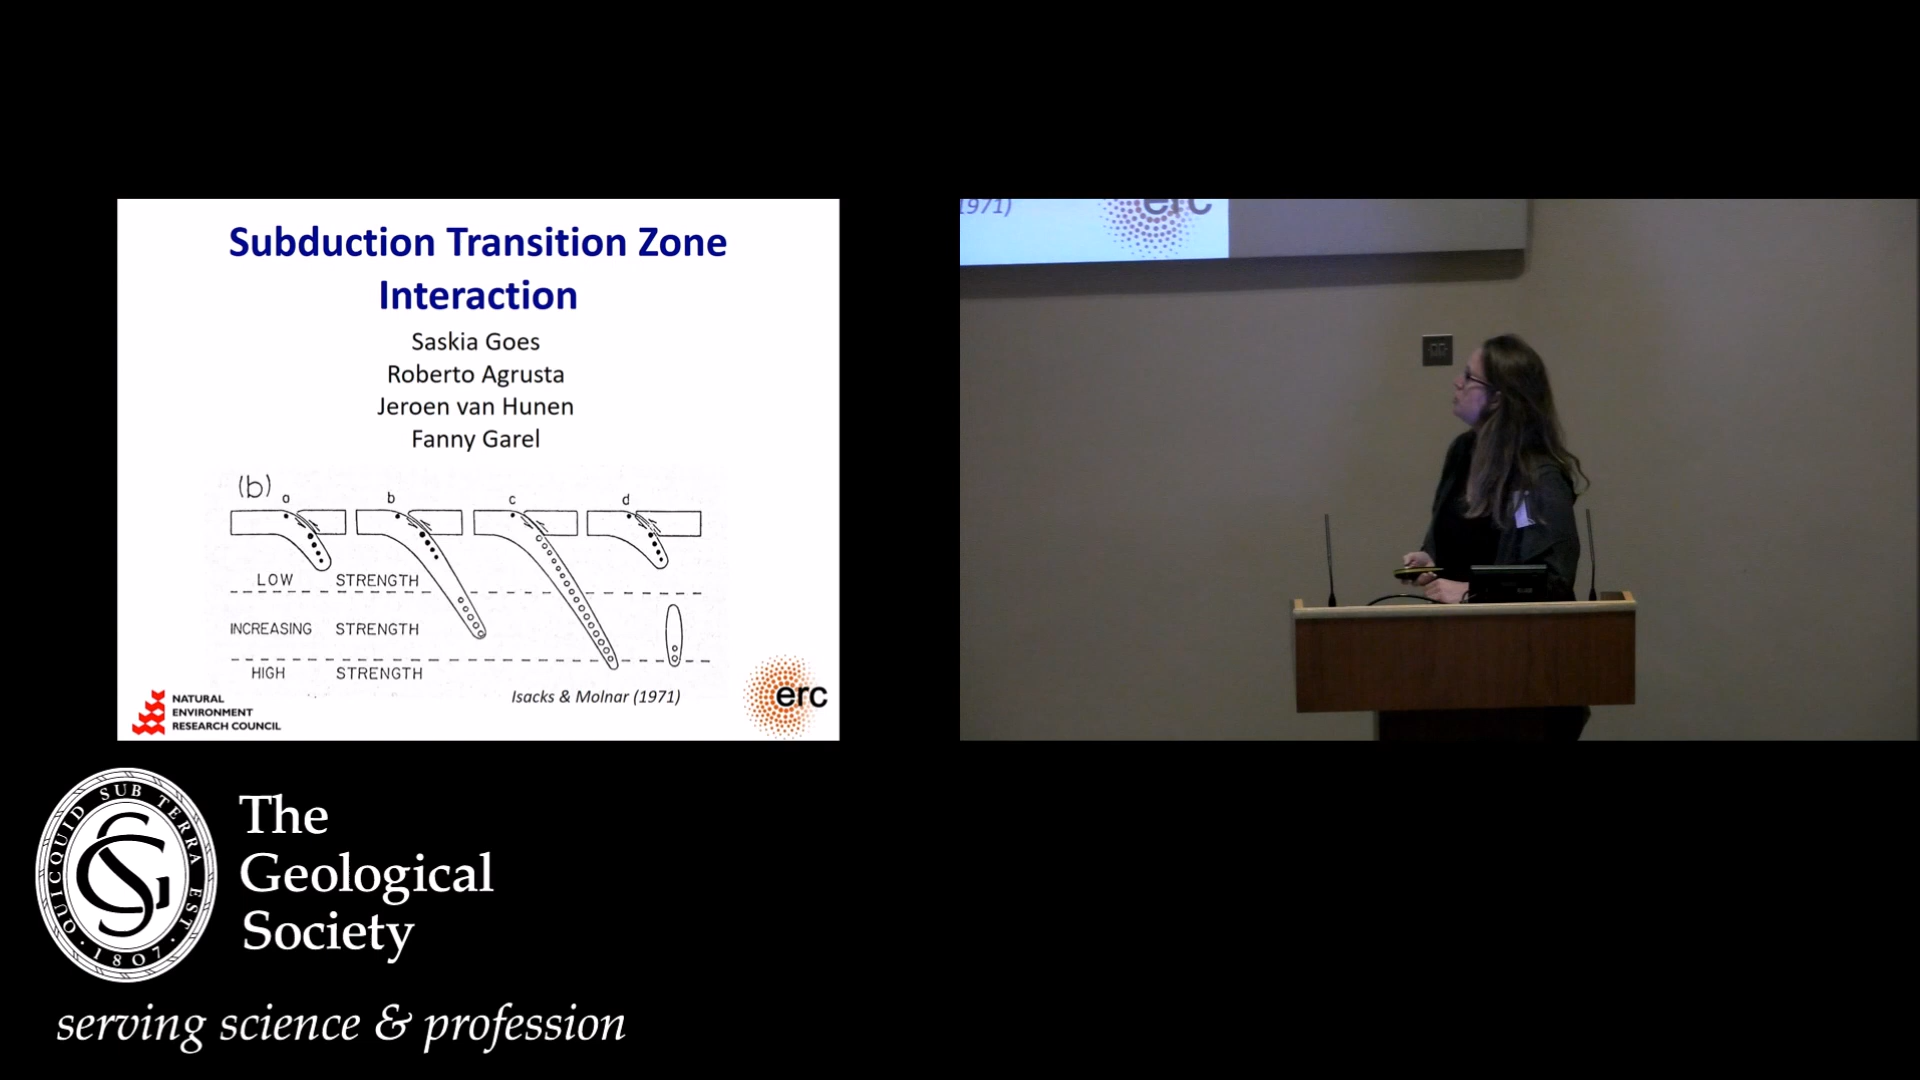 Subduction Transition Zone
Interaction
Saskia Goes
Roberto Agrusta
Jeroen van Hunen
Fanny Garel
(b)
a b c d
LOW STRENGTH
INCREASING STRENGTH
HIGH STRENGTH
Isacks & Molnar (1971)
NATURAL
ENVIRONMENT
RESEARCH COUNCIL
erc
1971)
erc
QUICQUID SUB TERRA EST
· 1807 ·
GS
The
Geological
Society
serving science & profession